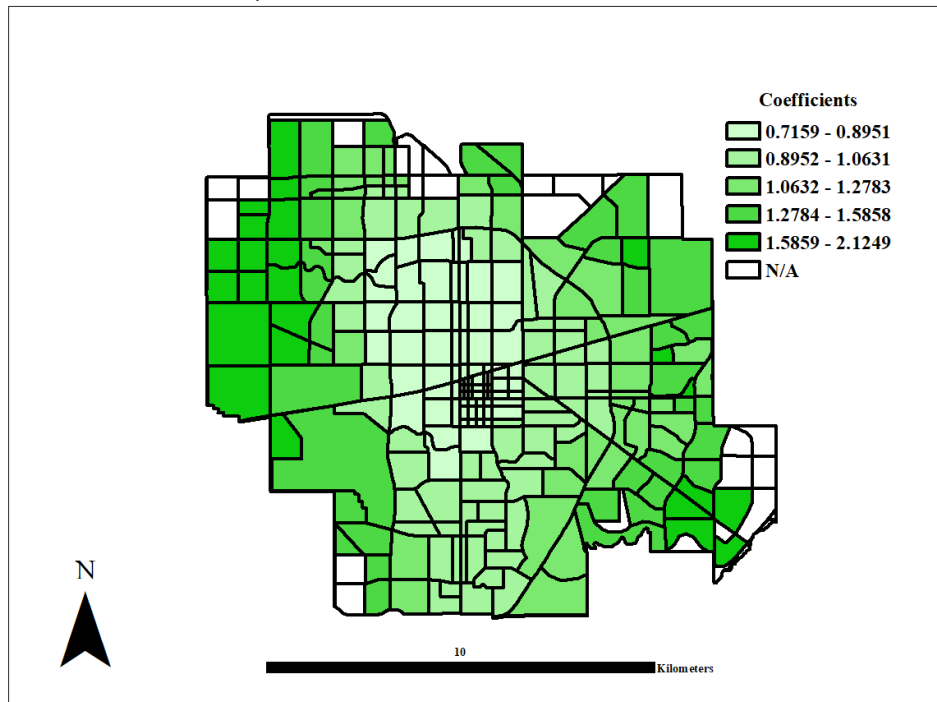 Coefficients
0.7159 - 0.8951
0.8952 - 1.0631
1.0632 - 1.2783
1.2784 - 1.5858
1.5859 - 2.1249
N/A
N
10
Kilometers